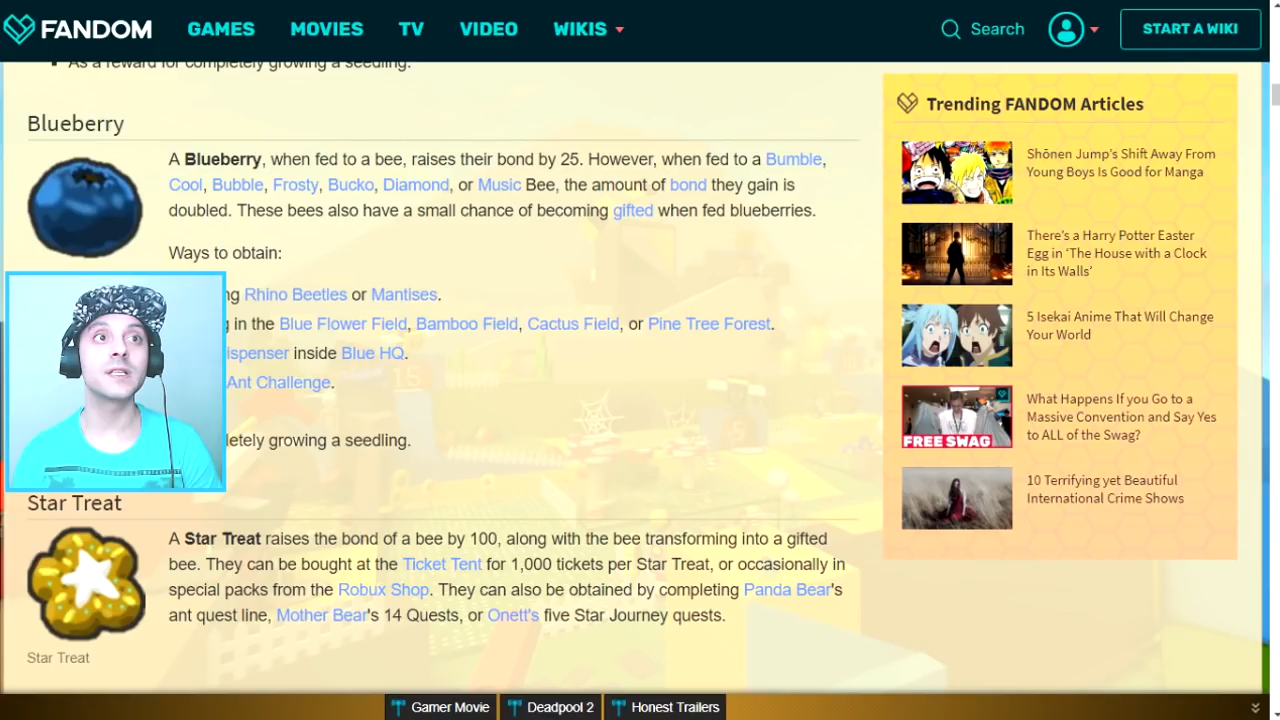 FANDOM
GAMES
MOVIES
TV
VIDEO
WIKIS
Search
START A WIKI
As a reward for completely growing a seedling.
Blueberry
A Blueberry, when fed to a bee, raises their bond by 25. However, when fed to a Bumble,
Cool, Bubble, Frosty, Bucko, Diamond, or Music Bee, the amount of bond they gain is
doubled. These bees also have a small chance of becoming gifted when fed blueberries.
Ways to obtain:
Rhino Beetles or Mantises.
in the Blue Flower Field, Bamboo Field, Cactus Field, or Pine Tree Forest.
inside Blue HQ.
Ant Challenge.
growing a seedling.
Star Treat
A Star Treat raises the bond of a bee by 100, along with the bee transforming into a gifted
bee. They can be bought at the Ticket Tent for 1,000 tickets per Star Treat, or occasionally in
special packs from the Robux Shop. They can also be obtained by completing Panda Bear's
ant quest line, Mother Bear's 14 Quests, or Onett's five Star Journey quests.
Star Treat
Trending FANDOM Articles
Shōnen Jump's Shift Away From
Young Boys Is Good for Manga
There's a Harry Potter Easter
Egg in 'The House with a Clock
in Its Walls'
5 Isekai Anime That Will Change
Your World
FREE SWAG
What Happens If you Go to a
Massive Convention and Say Yes
to ALL of the Swag?
10 Terrifying yet Beautiful
International Crime Shows
15
Gamer Movie
Deadpool 2
Honest Trailers